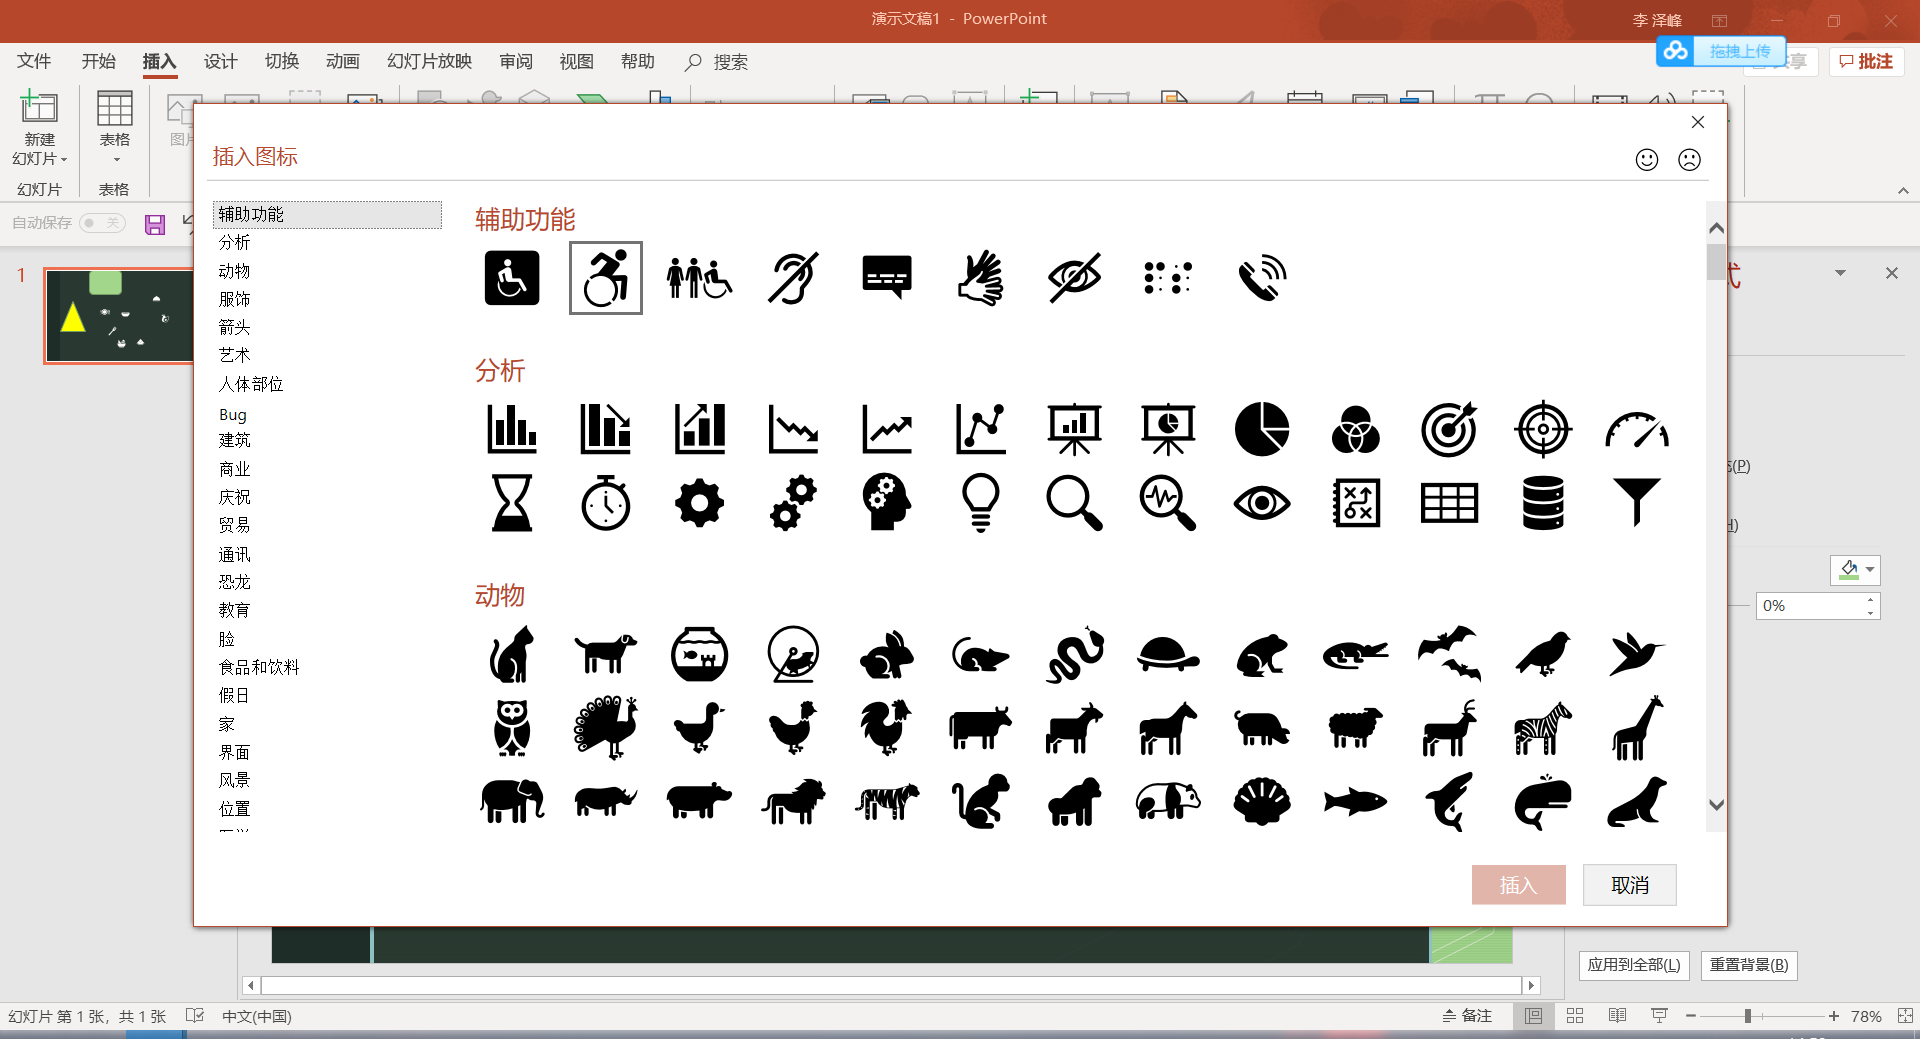 演示文稿1 - PowerPoint
李 泽峰
文件 开始 插入 设计 切换 动画 幻灯片放映 审阅 视图 帮助 搜索
拖拽上传
批注
新建
幻灯片
表格
幻灯片
表格
自动保存 关
插入图标
辅助功能
分析
动物
服饰
箭头
艺术
人体部位
Bug
建筑
商业
庆祝
贸易
通讯
恐龙
教育
脸
食品和饮料
假日
家
界面
风景
位置
辅助功能
分析
动物
插入
取消
1
(P)
0%
应用到全部(L)
重置背景(B)
幻灯片 第 1 张，共 1 张
中文(中国)
备注
78%